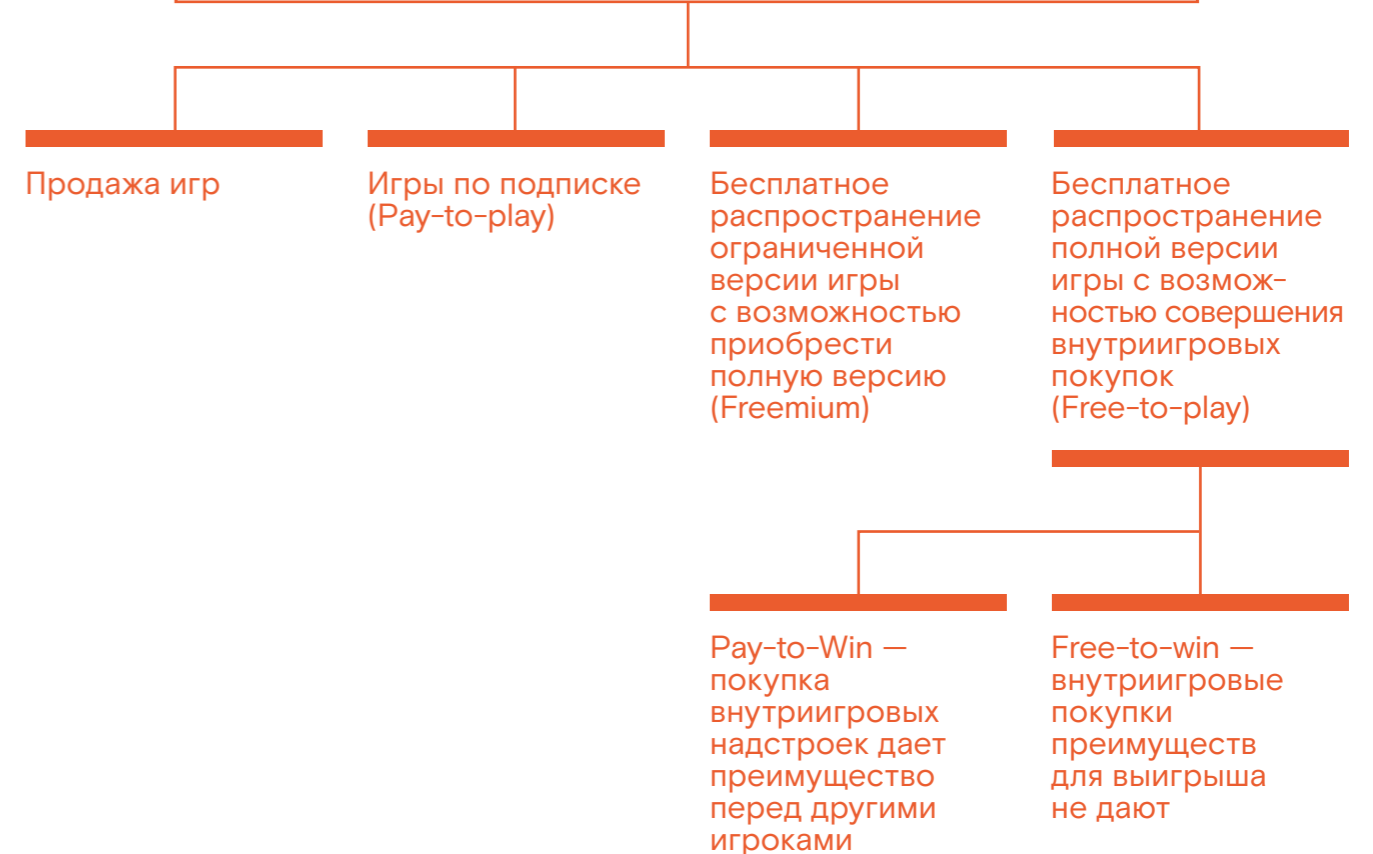 Продажа игр
Игры по подписке
(Pay-to-play)
Бесплатное
распространение
ограниченной
версии игры
с возможностью
приобрести
полную версию
(Freemium)
Бесплатное
распространение
полной версии
игры с возмож-
ностью совершения
внутриигровых
покупок
(Free-to-play)
Pay-to-Win —
покупка
внутриигровых
надстроек дает
преимущество
перед другими
игроками
Free-to-win —
внутриигровые
покупки
преимуществ
для выигрыша
не дают